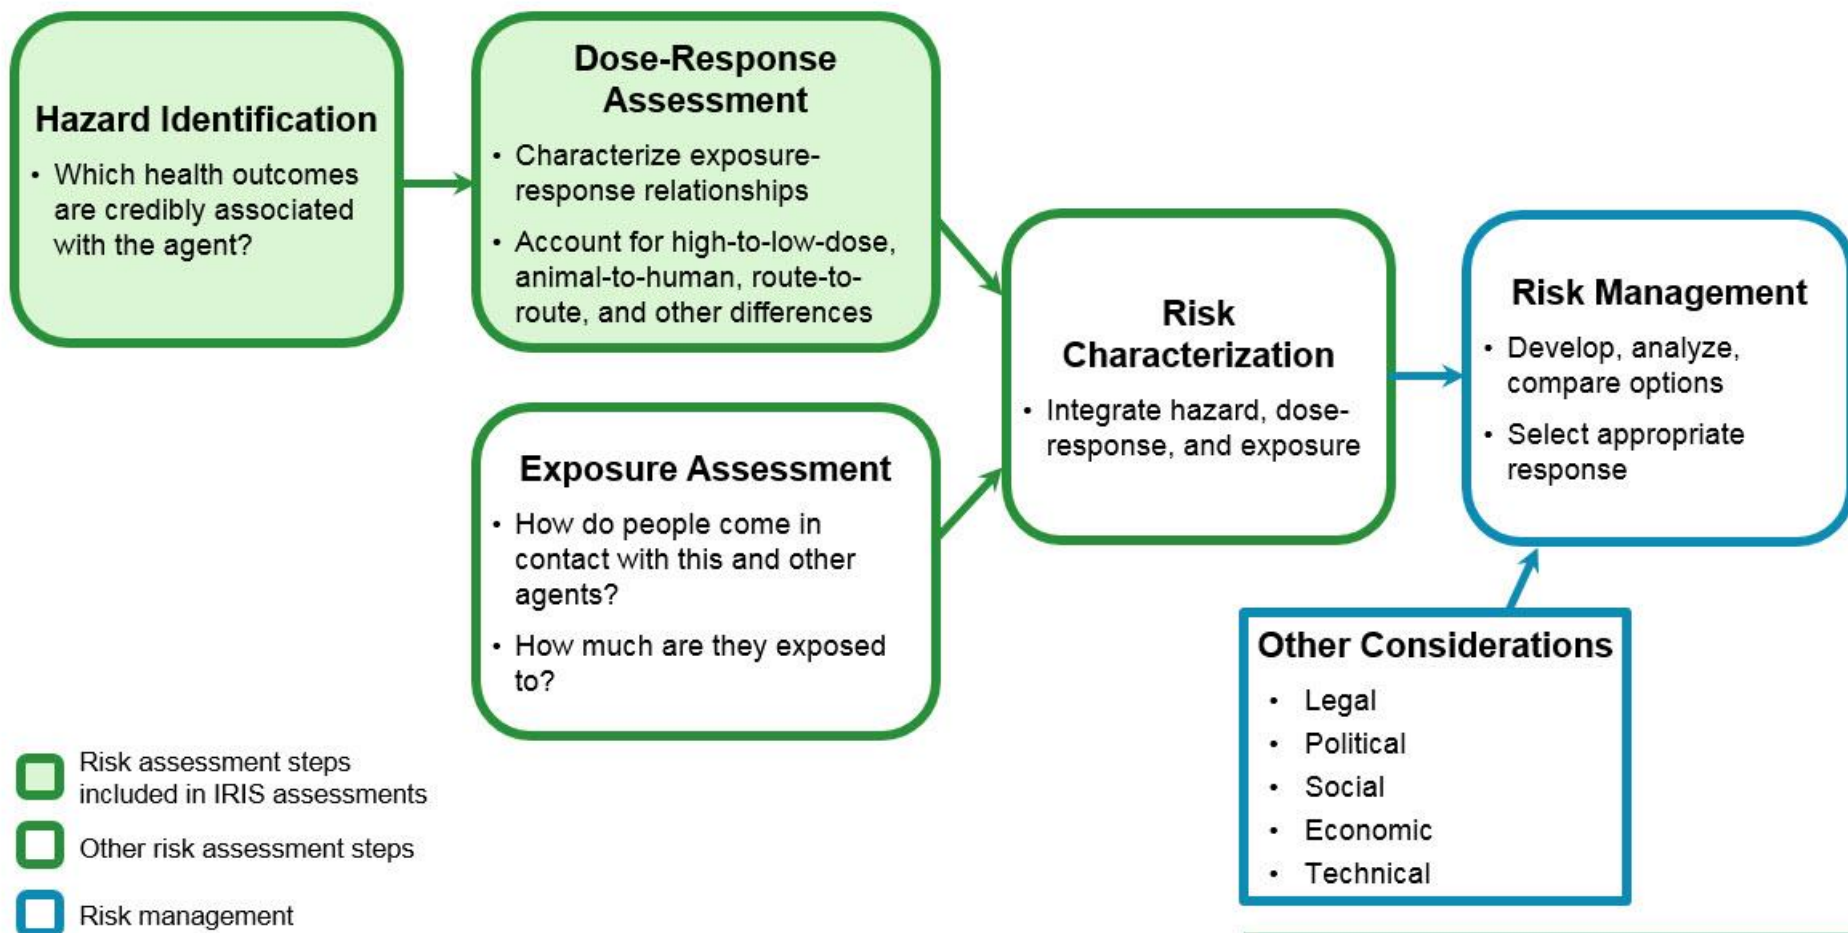 Hazard Identification
• Which health outcomes
are credibly associated
with the agent?
Dose-Response
Assessment
• Characterize exposure-
response relationships
• Account for high-to-low-dose,
animal-to-human, route-to-
route, and other differences
Exposure Assessment
• How do people come in
contact with this and other
agents?
• How much are they exposed
to?
Risk
Characterization
• Integrate hazard, dose-
response, and exposure
Risk Management
• Develop, analyze,
compare options
• Select appropriate
response
Other Considerations
• Legal
• Political
• Social
• Economic
• Technical
Risk assessment steps
included in IRIS assessments
Other risk assessment steps
Risk management